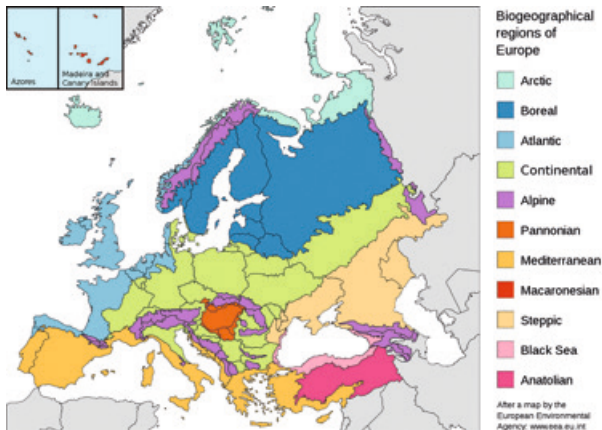 Azores
Madeira and
Canary Islands
Biogeographical
regions of
Europe
Arctic
Boreal
Atlantic
Continental
Alpine
Pannonian
Mediterranean
Macaronesian
Steppic
Black Sea
Anatolian
After a map by the
European Environmental
Agency: www.eea.eu.int